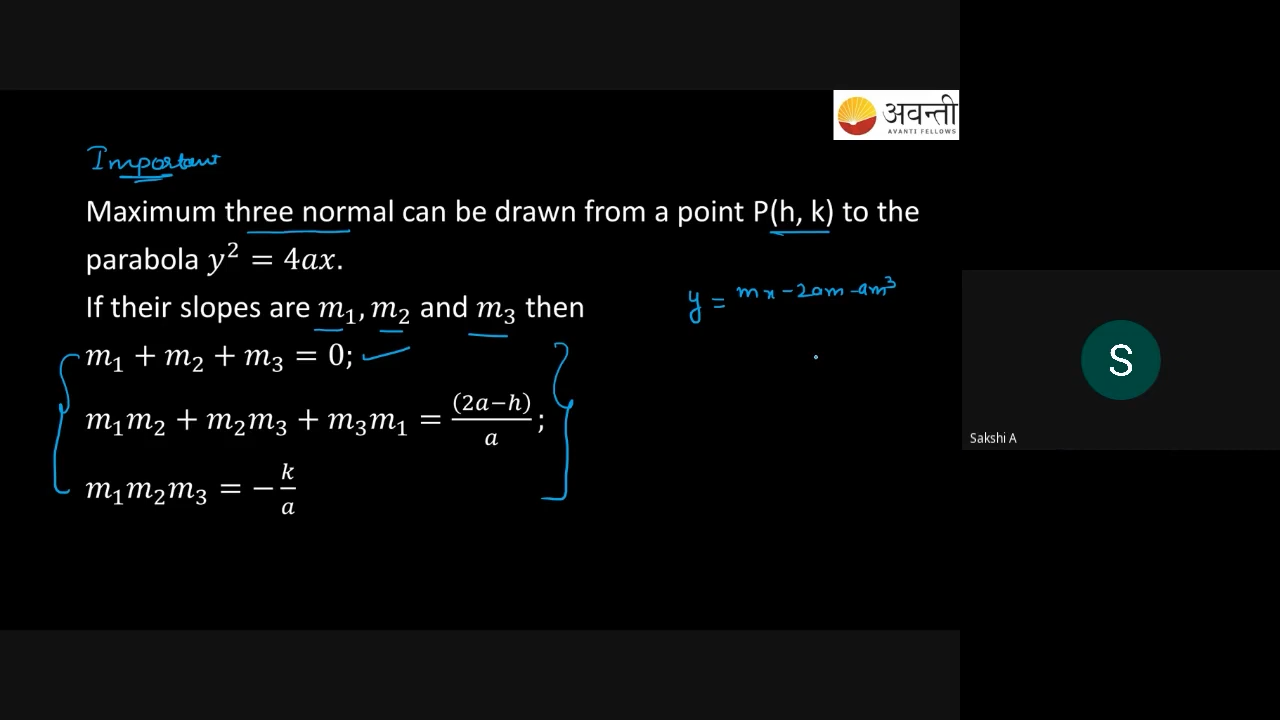 अवन्ती
AVANTI FELLOWS
Important
Maximum three normal can be drawn from a point P(h, k) to the
parabola y² = 4ax.
If their slopes are m₁, m₂ and m₃ then
y = mx - 2am - am³
m₁ + m₂ + m₃ = 0;
m₁m₂ + m₂m₃ + m₃m₁ = (2a−h)/a ;
m₁m₂m₃ = − k/a
S
Sakshi A